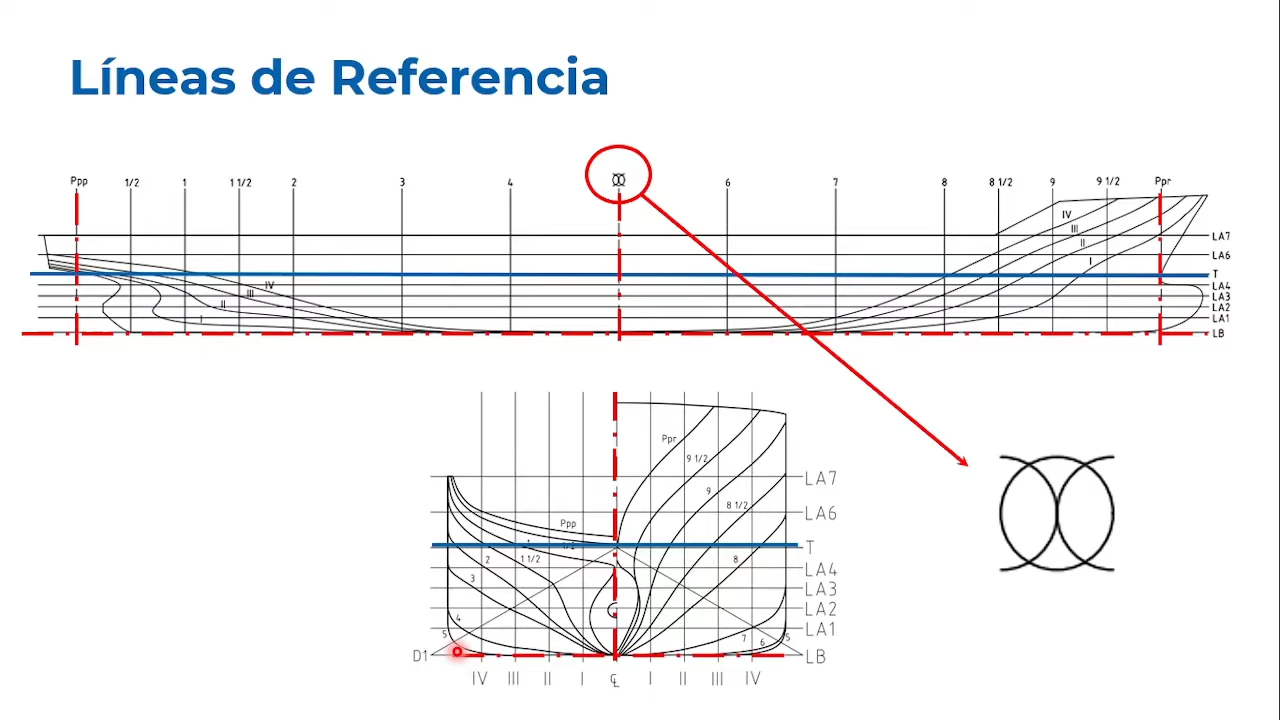 Líneas de Referencia
Ppp 1/2 1 1 1/2 2 3 4 6 7 8 8 1/2 9 9 1/2 Ppr
IV
III
II
I
LA7
LA6
T
LA4
LA3
LA2
LA1
LB
IV
III
II
I
Ppr
9 1/2
9
8 1/2
8
7
6
5
Ppp
1
1/2
1 1/2
2
3
4
5
LA7
LA6
T
LA4
LA3
LA2
LA1
D1
LB
IV III II I ℄ I II III IV